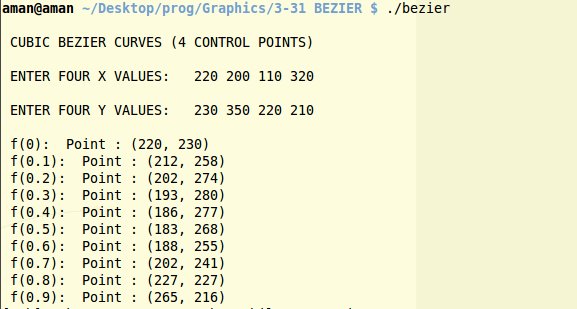 aman@aman ~/Desktop/prog/Graphics/3-31 BEZIER $ ./bezier
CUBIC BEZIER CURVES (4 CONTROL POINTS)
ENTER FOUR X VALUES: 220 200 110 320
ENTER FOUR Y VALUES: 230 350 220 210
f(0): Point : (220, 230)
f(0.1): Point : (212, 258)
f(0.2): Point : (202, 274)
f(0.3): Point : (193, 280)
f(0.4): Point : (186, 277)
f(0.5): Point : (183, 268)
f(0.6): Point : (188, 255)
f(0.7): Point : (202, 241)
f(0.8): Point : (227, 227)
f(0.9): Point : (265, 216)